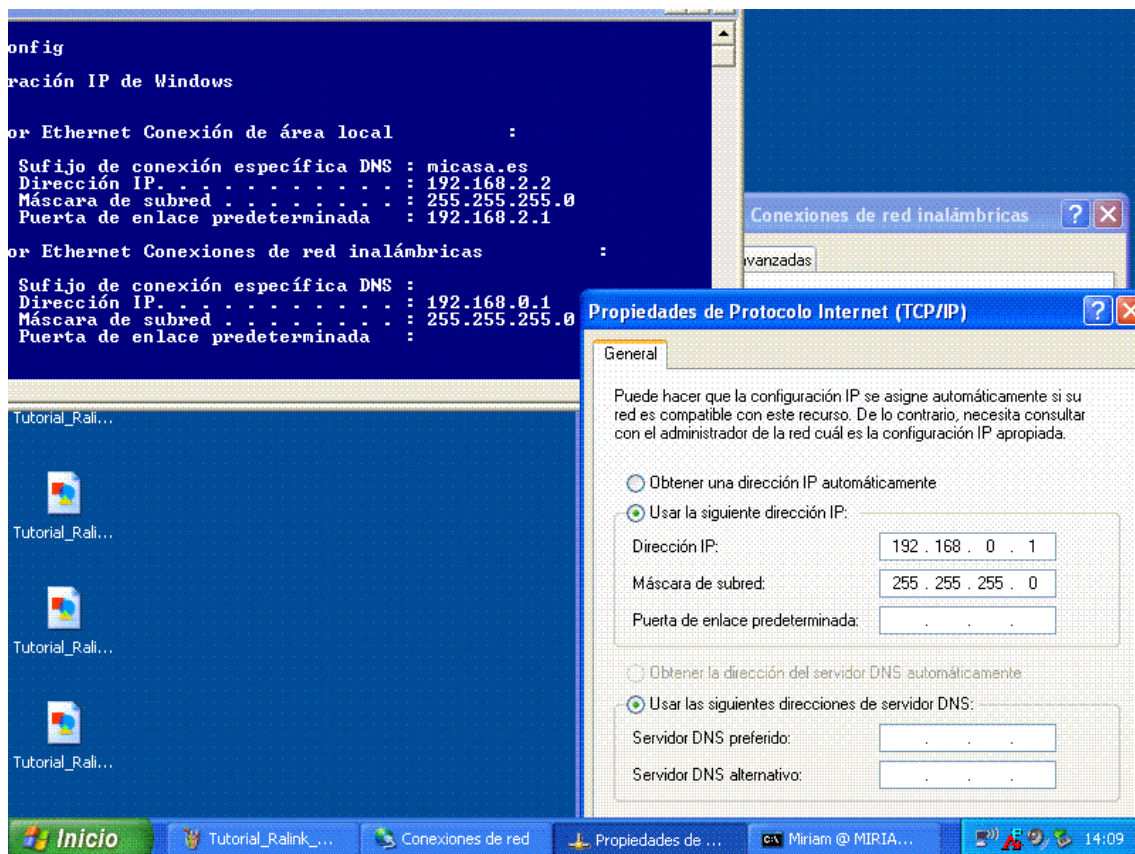 onfig
ración IP de Windows
or Ethernet Conexión de área local          :
Sufijo de conexión específica DNS : micasa.es
Dirección IP. . . . . . . . . . . : 192.168.2.2
Máscara de subred . . . . . . . . : 255.255.255.0
Puerta de enlace predeterminada   : 192.168.2.1
or Ethernet Conexiones de red inalámbricas          :
Sufijo de conexión específica DNS :
Dirección IP. . . . . . . . . . . : 192.168.0.1
Máscara de subred . . . . . . . . : 255.255.255.0
Puerta de enlace predeterminada   :
Conexiones de red inalámbricas
avanzadas
Propiedades de Protocolo Internet (TCP/IP)
General
Puede hacer que la configuración IP se asigne automáticamente si su
red es compatible con este recurso. De lo contrario, necesita consultar
con el administrador de la red cuál es la configuración IP apropiada.
Obtener una dirección IP automáticamente
Usar la siguiente dirección IP:
Dirección IP: 192 . 168 . 0 . 1
Máscara de subred: 255 . 255 . 255 . 0
Puerta de enlace predeterminada: . . .
Obtener la dirección del servidor DNS automáticamente
Usar las siguientes direcciones de servidor DNS:
Servidor DNS preferido: . . .
Servidor DNS alternativo: . . .
Tutorial_Rali...
Tutorial_Rali...
Tutorial_Rali...
Tutorial_Rali...
Inicio
Tutorial_Ralink_...
Conexiones de red
Propiedades de ...
Miriam @ MIRIA...
14:09